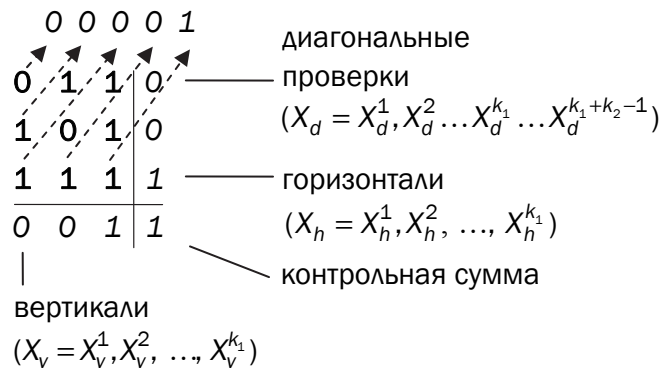 0 0 0 0 1
диагональные
0 1 1 0
проверки
(X_d = X_d^1, X_d^2 … X_d^{k_1} … X_d^{k_1+k_2−1})
1 0 1 0
1 1 1 1
горизонтали
0 0 1 1
(X_h = X_h^1, X_h^2, …, X_h^{k_1})
контрольная сумма
вертикали
(X_v = X_v^1, X_v^2, …, X_v^{k_1})